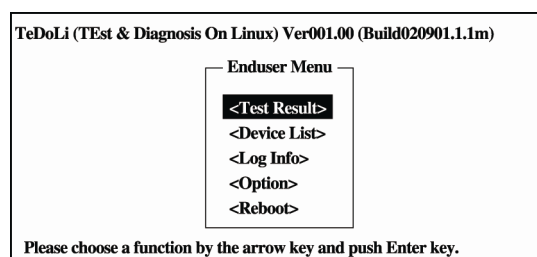 TeDoLi (TEst & Diagnosis On Linux) Ver001.00 (Build020901.1.1m)
Enduser Menu
<Test Result>
<Device List>
<Log Info>
<Option>
<Reboot>
Please choose a function by the arrow key and push Enter key.